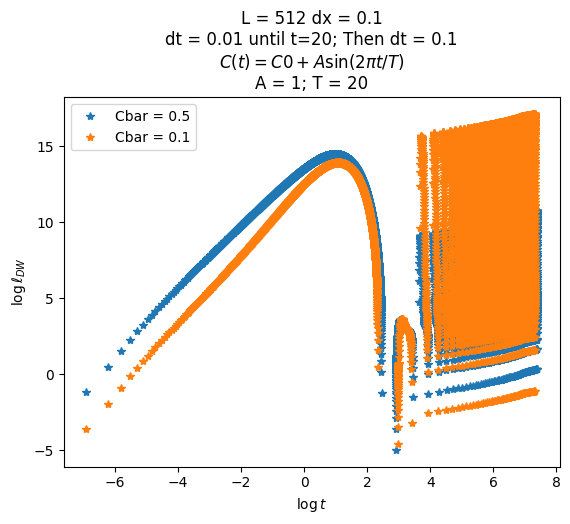 L = 512 dx = 0.1
dt = 0.01 until t=20; Then dt = 0.1
C(t) = C0 + A sin(2πt/T)
A = 1; T = 20
Cbar = 0.5
Cbar = 0.1
15
10
5
0
−5
log ℓ_DW
−6
−4
−2
0
2
4
6
8
log t